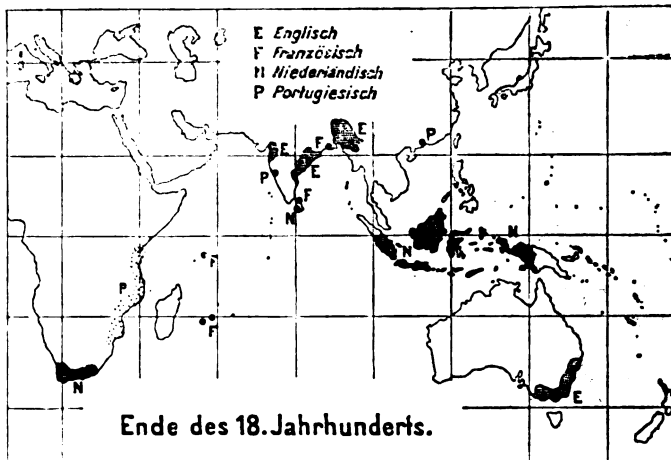 E Englisch
F Französisch
N Niederländisch
P Portugiesisch
E
P
E
F
E
P
F
N
N
N
F
P
F
N
E
Ende des 18. Jahrhunderts.